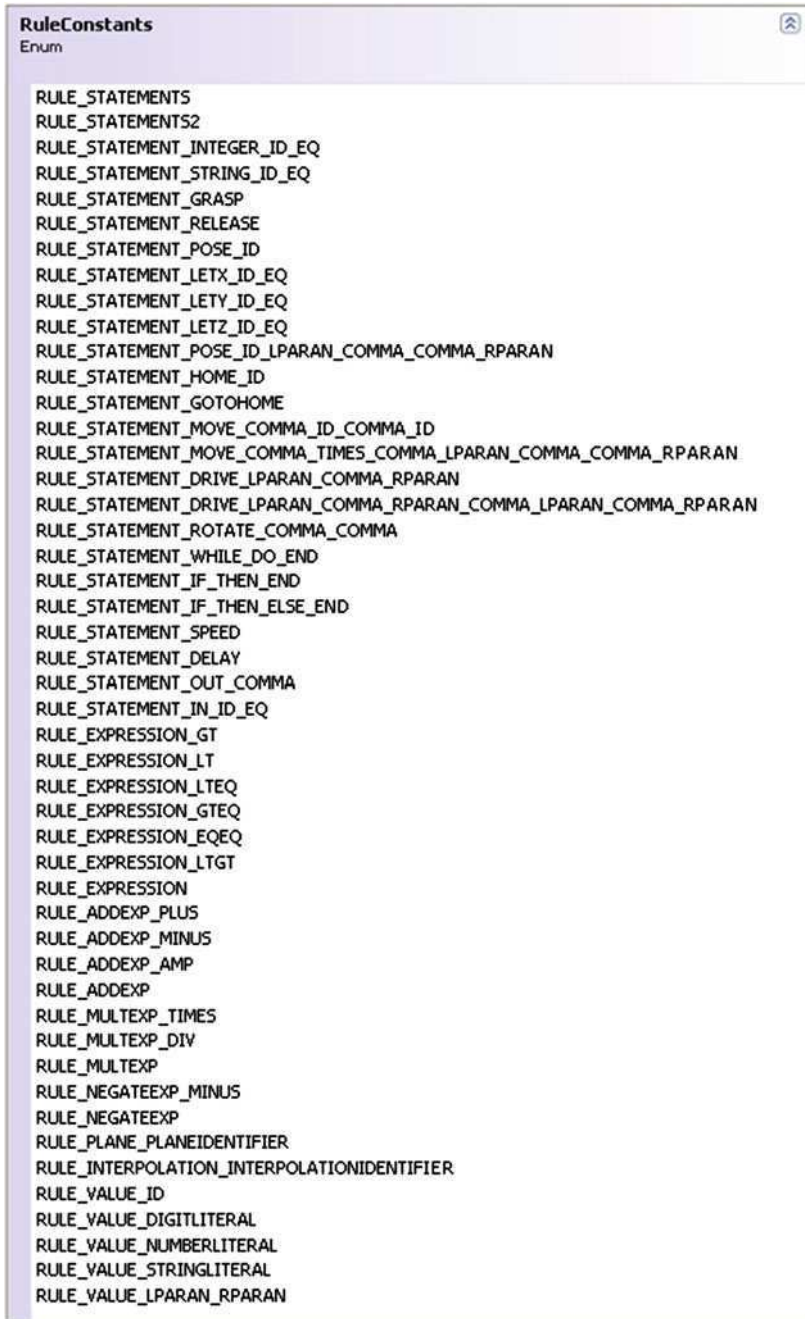 RuleConstants
Enum
RULE_STATEMENTS
RULE_STATEMENTS2
RULE_STATEMENT_INTEGER_ID_EQ
RULE_STATEMENT_STRING_ID_EQ
RULE_STATEMENT_GRASP
RULE_STATEMENT_RELEASE
RULE_STATEMENT_POSE_ID
RULE_STATEMENT_LETX_ID_EQ
RULE_STATEMENT_LETY_ID_EQ
RULE_STATEMENT_LETZ_ID_EQ
RULE_STATEMENT_POSE_ID_LPARAN_COMMA_COMMA_RPARAN
RULE_STATEMENT_HOME_ID
RULE_STATEMENT_GOTOHOME
RULE_STATEMENT_MOVE_COMMA_ID_COMMA_ID
RULE_STATEMENT_MOVE_COMMA_TIMES_COMMA_LPARAN_COMMA_COMMA_RPARAN
RULE_STATEMENT_DRIVE_LPARAN_COMMA_RPARAN
RULE_STATEMENT_DRIVE_LPARAN_COMMA_RPARAN_COMMA_LPARAN_COMMA_RPARAN
RULE_STATEMENT_ROTATE_COMMA_COMMA
RULE_STATEMENT_WHILE_DO_END
RULE_STATEMENT_IF_THEN_END
RULE_STATEMENT_IF_THEN_ELSE_END
RULE_STATEMENT_SPEED
RULE_STATEMENT_DELAY
RULE_STATEMENT_OUT_COMMA
RULE_STATEMENT_IN_ID_EQ
RULE_EXPRESSION_GT
RULE_EXPRESSION_LT
RULE_EXPRESSION_LTEQ
RULE_EXPRESSION_GTEQ
RULE_EXPRESSION_EQEQ
RULE_EXPRESSION_LTGT
RULE_EXPRESSION
RULE_ADDEXP_PLUS
RULE_ADDEXP_MINUS
RULE_ADDEXP_AMP
RULE_ADDEXP
RULE_MULTEXP_TIMES
RULE_MULTEXP_DIV
RULE_MULTEXP
RULE_NEGATEEXP_MINUS
RULE_NEGATEEXP
RULE_PLANE_PLANEIDENTIFIER
RULE_INTERPOLATION_INTERPOLATIONIDENTIFIER
RULE_VALUE_ID
RULE_VALUE_DIGITLITERAL
RULE_VALUE_NUMBERLITERAL
RULE_VALUE_STRINGLITERAL
RULE_VALUE_LPARAN_RPARAN